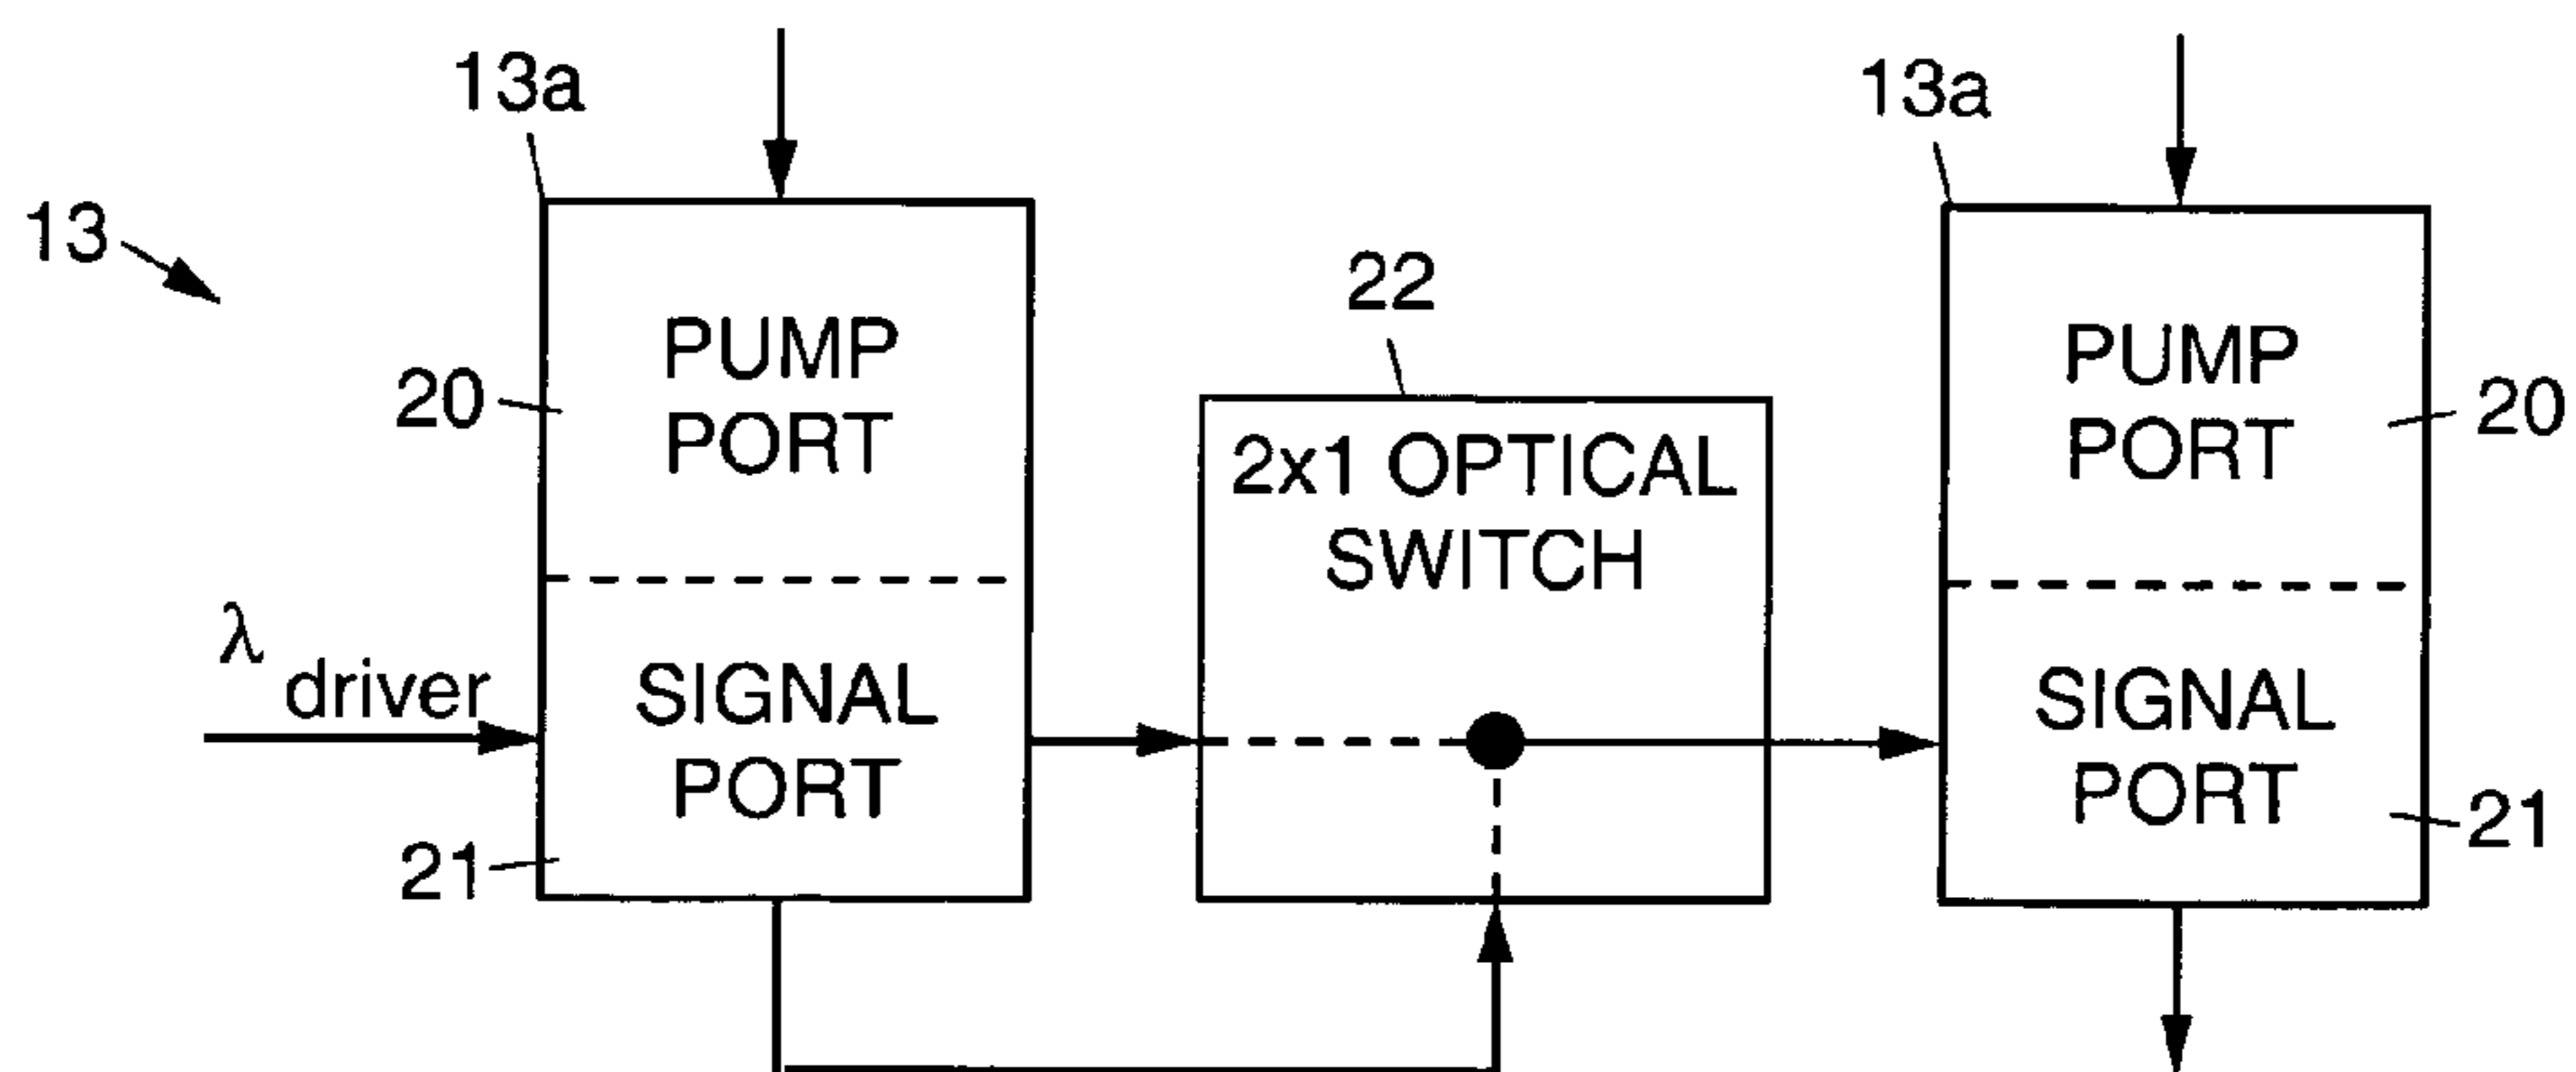 13a
13a
13
22
PUMP
PORT
20
2x1 OPTICAL
SWITCH
PUMP
PORT
20
λ driver
SIGNAL
PORT
21
SIGNAL
PORT
21